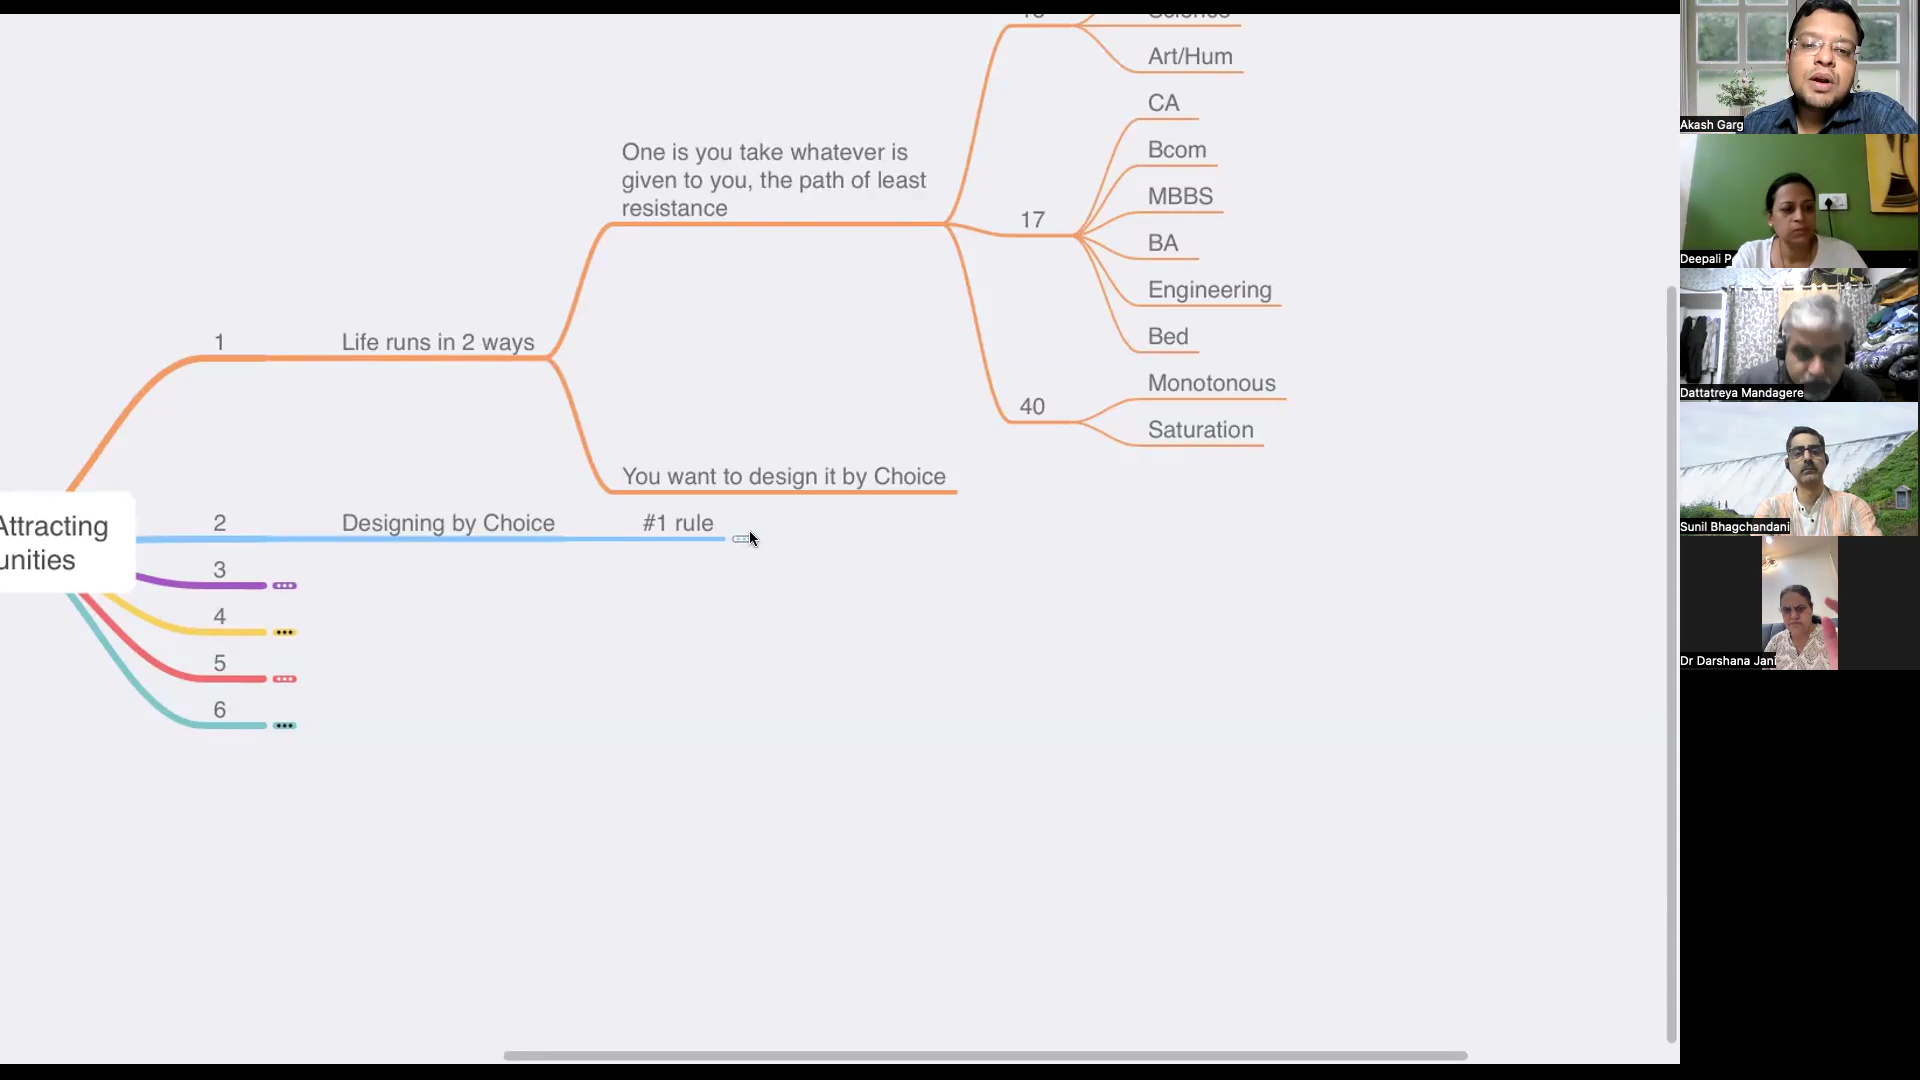 Science
Art/Hum
CA
One is you take whatever is
given to you, the path of least
resistance
Bcom
MBBS
17
BA
Engineering
1
Life runs in 2 ways
Bed
Monotonous
40
Saturation
You want to design it by Choice
Attracting
unities
2
Designing by Choice
#1 rule
3
4
5
6
Akash Garg
Deepali P
Dattatreya Mandagere
Sunil Bhagchandani
Dr Darshana Jani